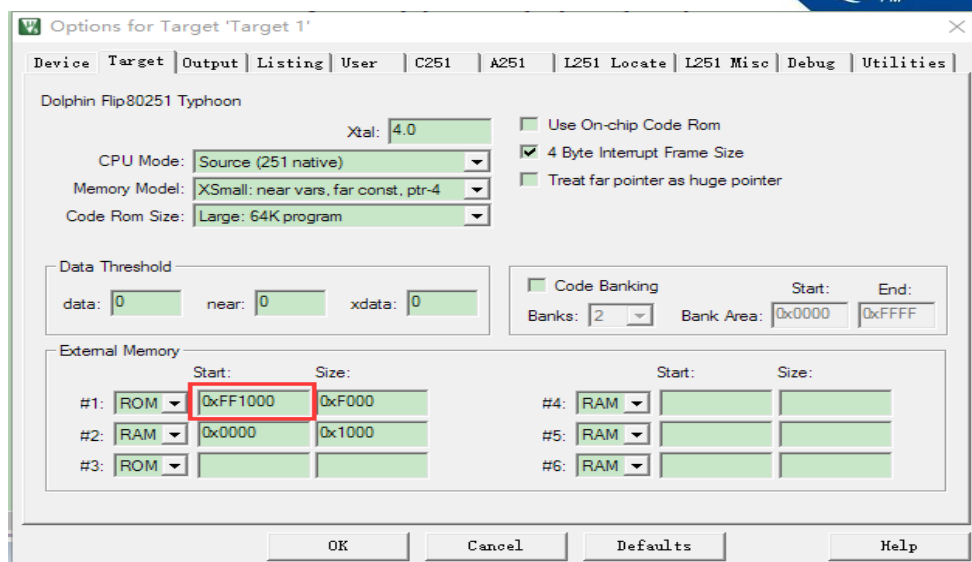 Options for Target 'Target 1'
Device Target Output Listing User C251 A251 L251 Locate L251 Misc Debug Utilities
Dolphin Flip80251 Typhoon
Xtal: 4.0
Use On-chip Code Rom
CPU Mode: Source (251 native)
4 Byte Interrupt Frame Size
Memory Model: XSmall: near vars, far const, ptr-4
Treat far pointer as huge pointer
Code Rom Size: Large: 64K program
Data Threshold
data: 0 near: 0 xdata: 0
Code Banking Start: End:
Banks: 2 Bank Area: 0x0000 0xFFFF
External Memory
Start: Size: Start: Size:
#1: ROM 0xFF1000 0xF000 #4: RAM
#2: RAM 0x0000 0x1000 #5: RAM
#3: ROM #6: RAM
OK Cancel Defaults Help